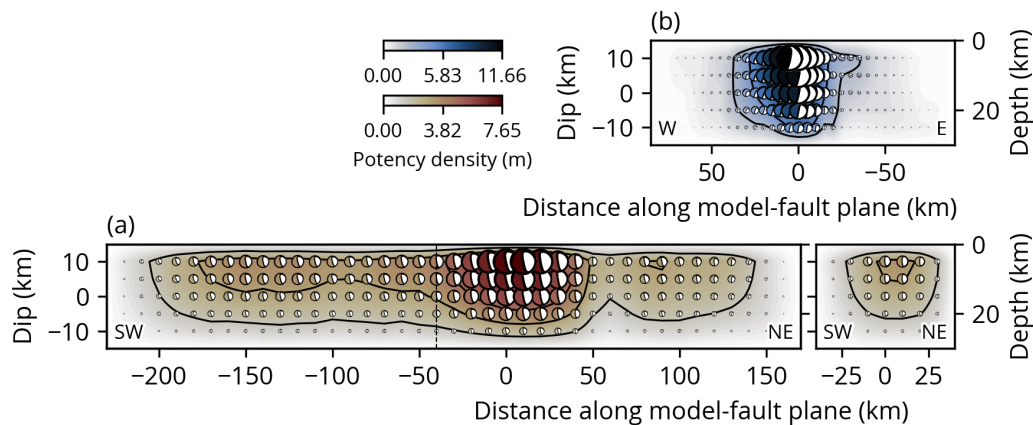 (b)
0.00 5.83 11.66
0.00 3.82 7.65
Potency density (m)
Dip (km)
10
0
−10
W E
0
20
Depth (km)
50 0 −50
Distance along model-fault plane (km)
(a)
Dip (km)
10
0
−10
SW NE
SW NE
0
20
Depth (km)
−200 −150 −100 −50 0 50 100 150
−25 0 25
Distance along model-fault plane (km)